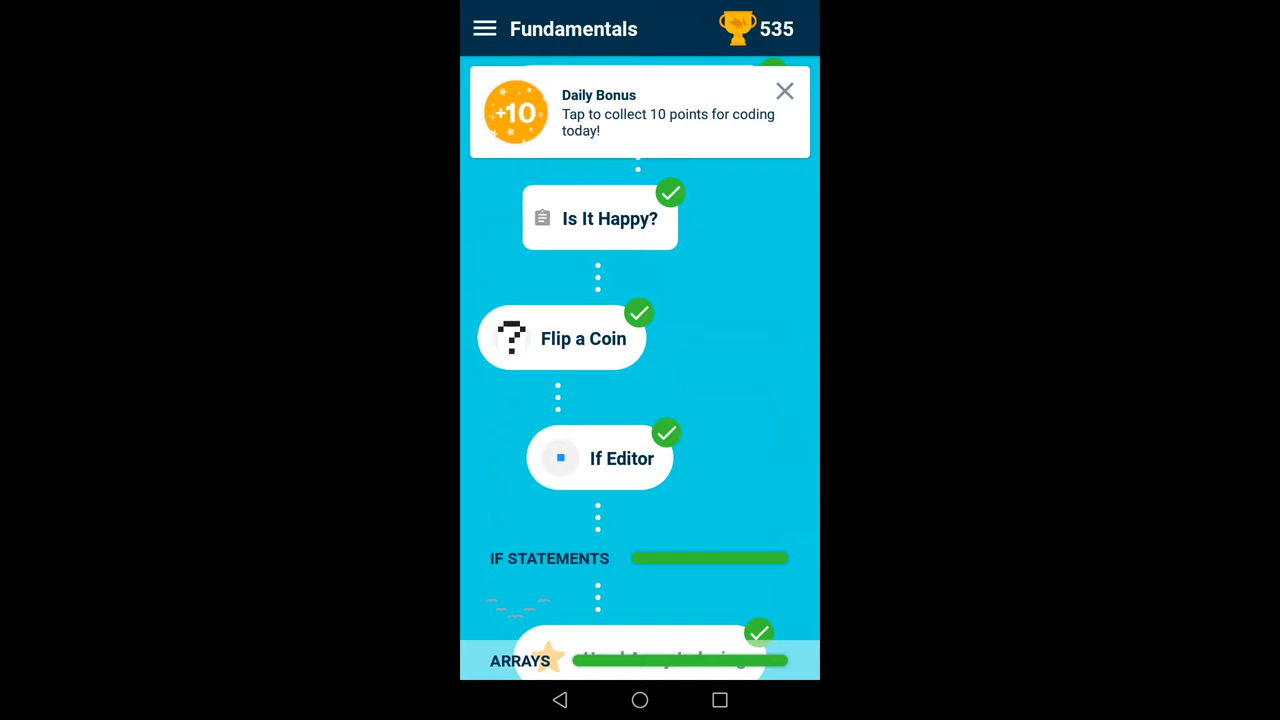 Fundamentals
535
Daily Bonus
+10
Tap to collect 10 points for coding
today!
Is It Happy?
Flip a Coin
If Editor
IF STATEMENTS
ARRAYS